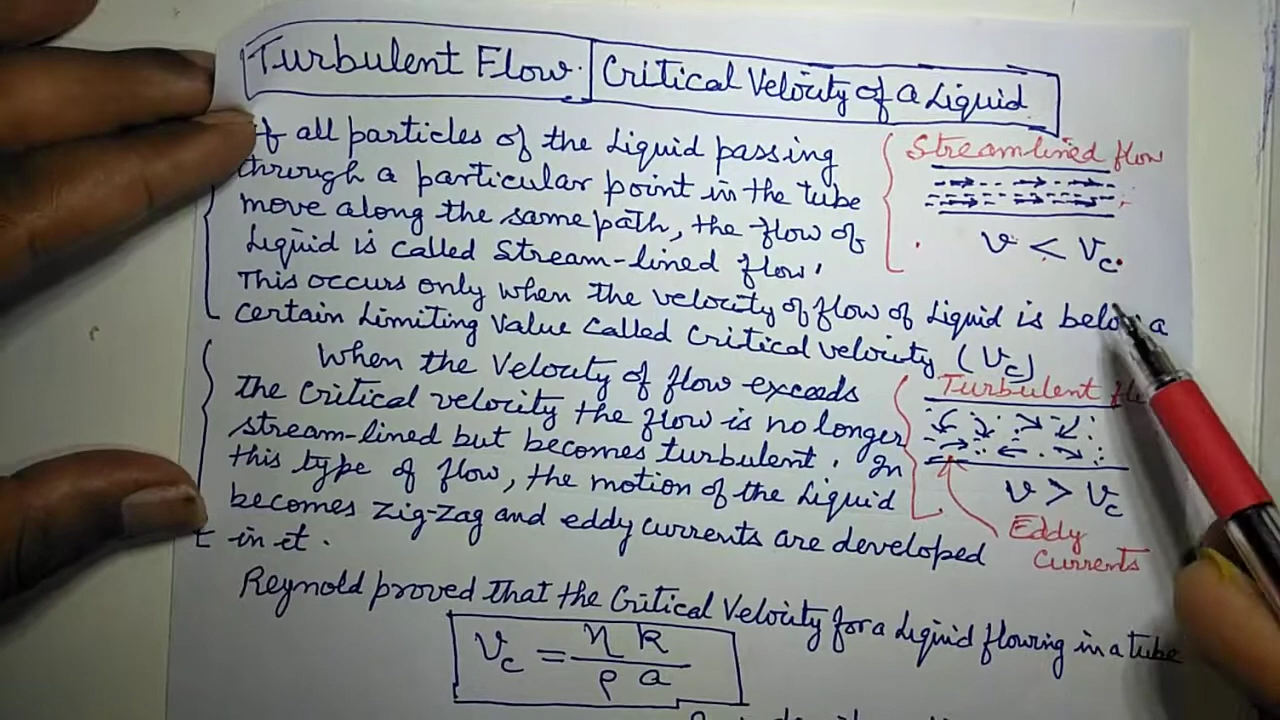 Turbulent Flow. Critical Velocity of a Liquid
If all particles of the Liquid passing
through a particular point in the tube
move along the same path, the flow of
Liquid is called Stream-lined flow'
This occurs only when the velocity of flow of Liquid is below a
certain Limiting Value called Critical velocity (Vc)
Streamlined flow
v < Vc
When the Velocity of flow exceeds
the Critical velocity the flow is no longer
stream-lined but becomes turbulent. In
this type of flow, the motion of the Liquid
becomes Zig-Zag and eddy currents are developed
in it.
Turbulent
v > Vc
Eddy
Currents
Reynold proved that the Critical Velocity for a Liquid flowing in a tube
Vc = η k / ρ a